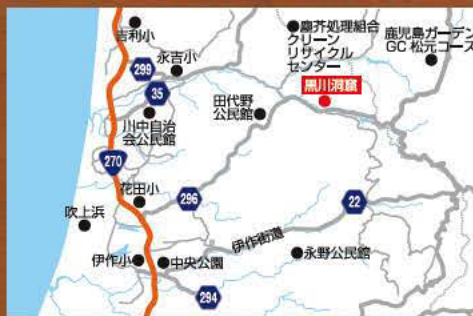 吉利小
299
永吉小
塵芥処理組合
クリーン
リサイクル
センター
鹿児島ガーデン
GC 松元コース
35
川中自治
会公館
田代野
公民館
黒川洞窟
270
花田小
296
22
吹上浜
伊作街道
伊作小
中央公園
永野公民館
294